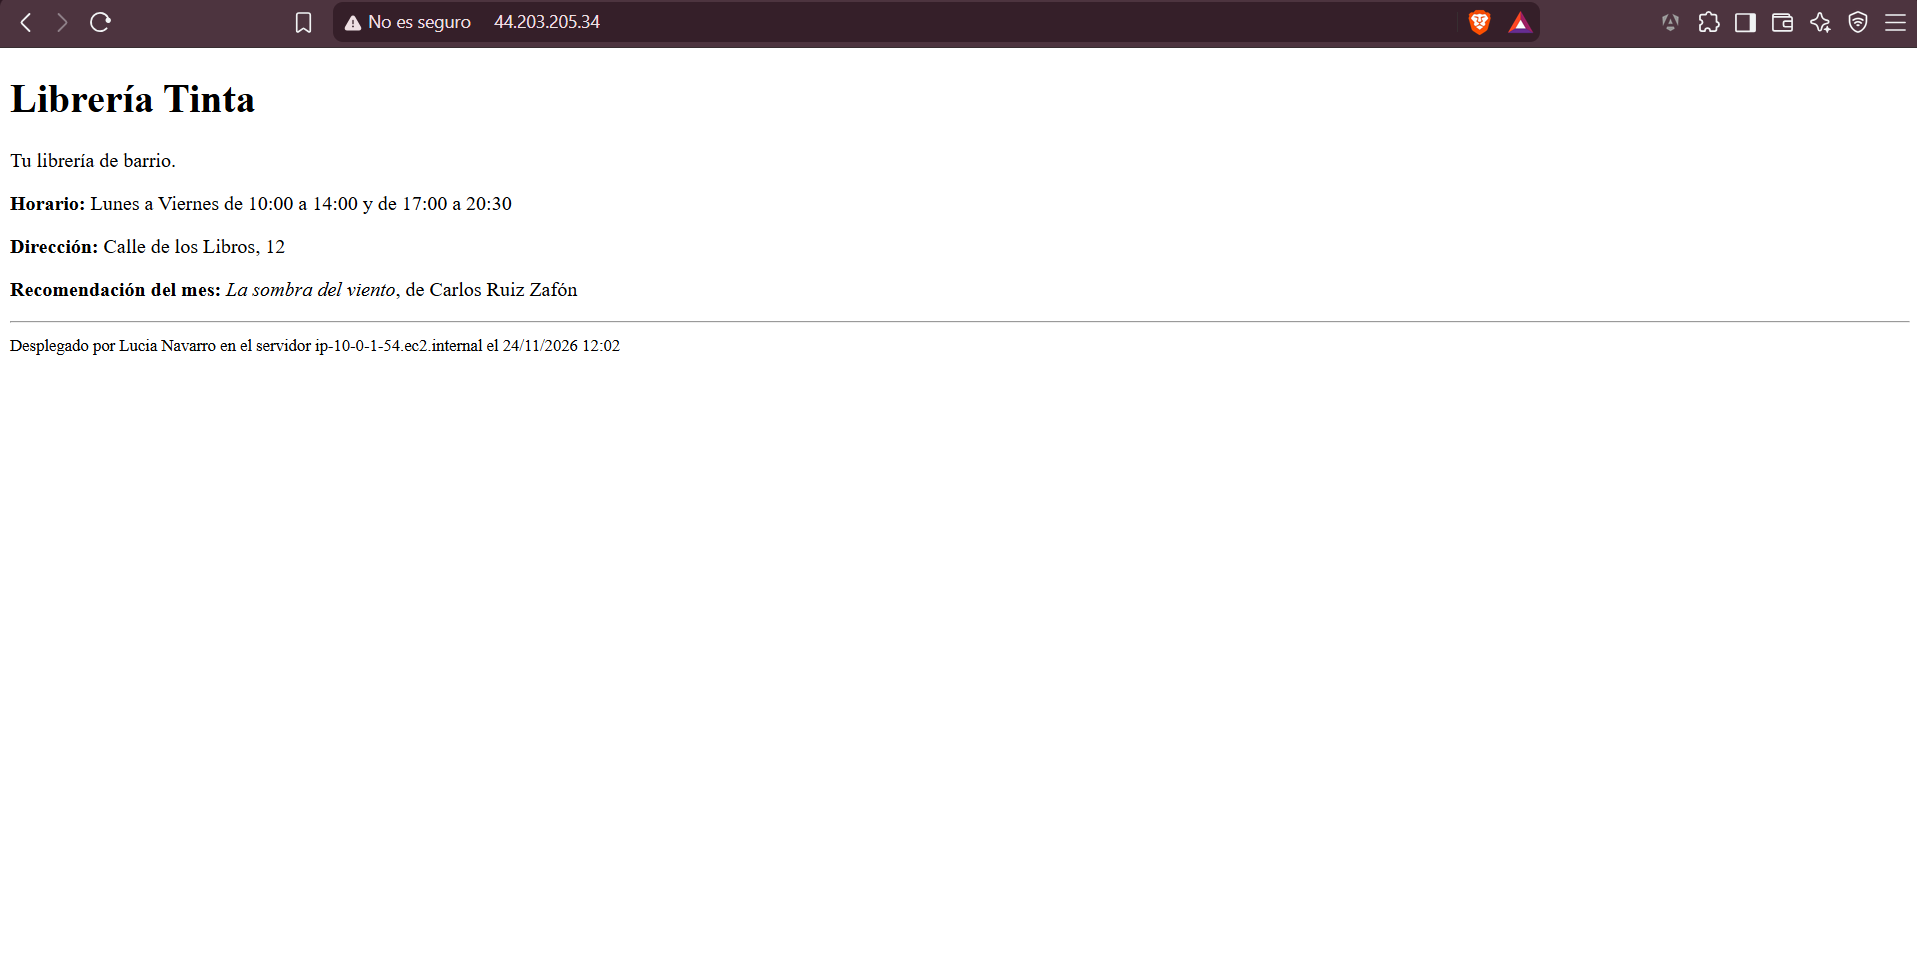 No es seguro 44.203.205.34
Librería Tinta
Tu librería de barrio.
Horario: Lunes a Viernes de 10:00 a 14:00 y de 17:00 a 20:30
Dirección: Calle de los Libros, 12
Recomendación del mes: La sombra del viento, de Carlos Ruiz Zafón
Desplegado por Lucia Navarro en el servidor ip-10-0-1-54.ec2.internal el 24/11/2026 12:02